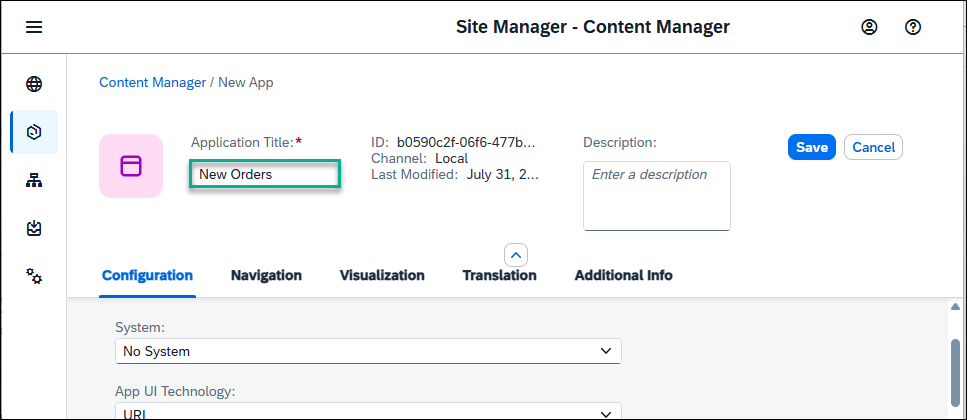 Site Manager - Content Manager
Content Manager / New App
Application Title:*
New Orders
ID: b0590c2f-06f6-477b...
Channel: Local
Last Modified: July 31, 2...
Description:
Enter a description
Save
Cancel
Configuration
Navigation
Visualization
Translation
Additional Info
System:
No System
App UI Technology:
URL